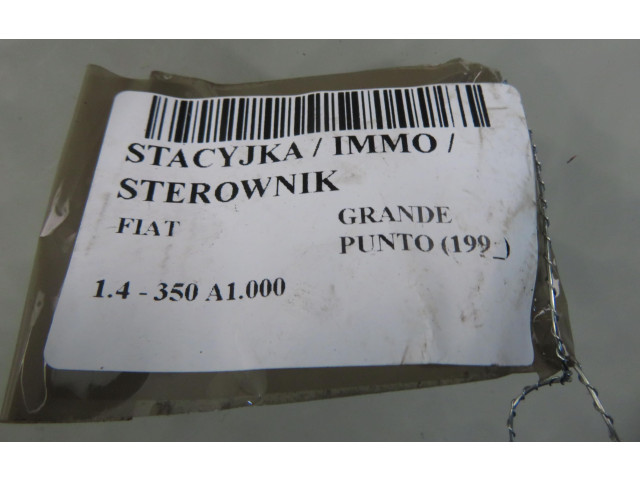 STACYJKA / IMMO /
STEROWNIK
FIAT GRANDE
PUNTO (199_)
1.4 - 350 A1.000